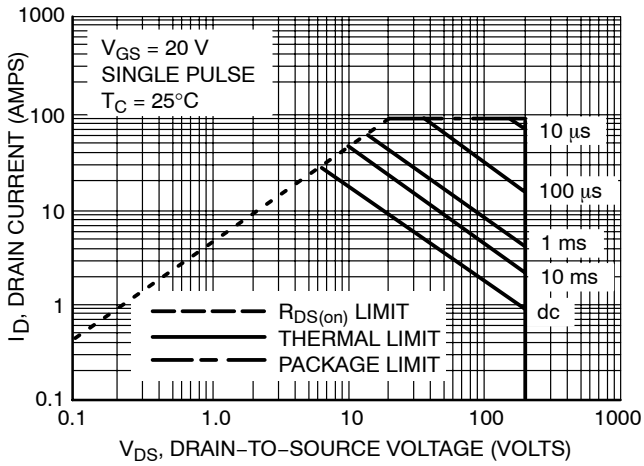 1000
100
10
1
0.1
I_D, DRAIN CURRENT (AMPS)
V_GS = 20 V
SINGLE PULSE
T_C = 25°C
10 μs
100 μs
1 ms
10 ms
dc
R_DS(on) LIMIT
THERMAL LIMIT
PACKAGE LIMIT
0.1
1.0
10
100
1000
V_DS, DRAIN−TO−SOURCE VOLTAGE (VOLTS)